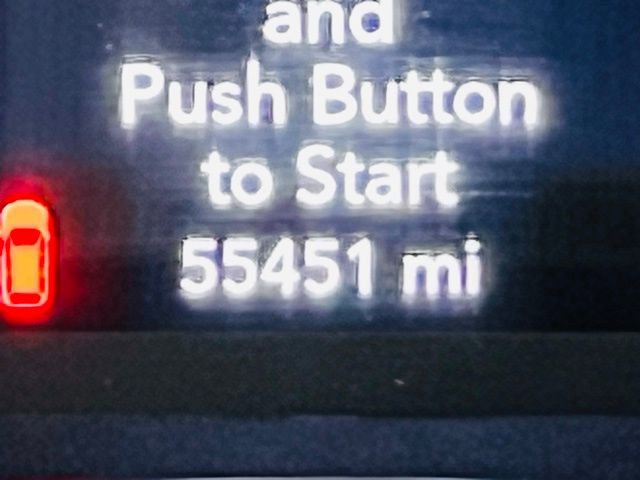 and
Push Button
to Start
55451 mi